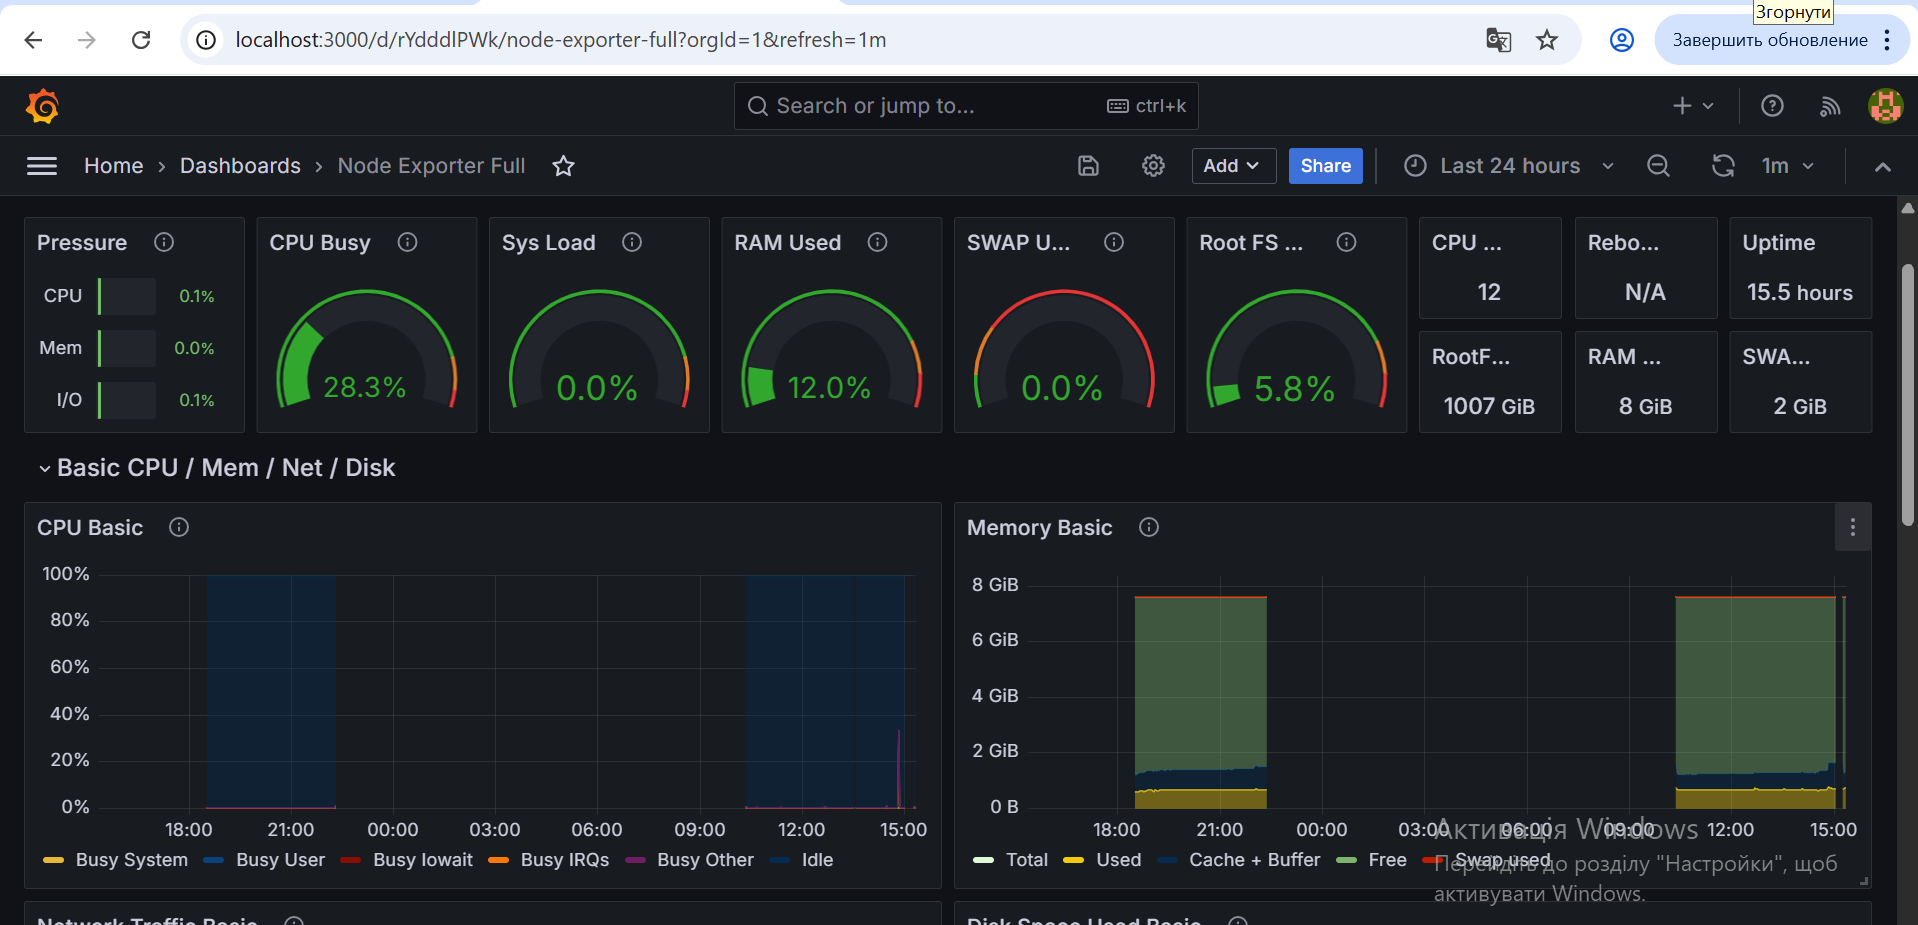 Згорнути
localhost:3000/d/rYdddlPWk/node-exporter-full?orgId=1&refresh=1m
Завершить обновление
Search or jump to...
ctrl+k
Home › Dashboards › Node Exporter Full
Add
Share
Last 24 hours
1m
Pressure
CPU 0.1%
Mem 0.0%
I/O 0.1%
CPU Busy
28.3%
Sys Load
0.0%
RAM Used
12.0%
SWAP U...
0.0%
Root FS ...
5.8%
CPU ...
12
Rebo...
N/A
Uptime
15.5 hours
RootF...
1007 GiB
RAM ...
8 GiB
SWA...
2 GiB
Basic CPU / Mem / Net / Disk
CPU Basic
100%
80%
60%
40%
20%
0%
18:00 21:00 00:00 03:00 06:00 09:00 12:00 15:00
Busy System Busy User Busy Iowait Busy IRQs Busy Other Idle
Memory Basic
8 GiB
6 GiB
4 GiB
2 GiB
0 B
18:00 21:00 00:00 03:00 06:00 09:00 12:00 15:00
Total Used Cache + Buffer Free Swap used
Активація Windows
Перейдіть до розділу "Настройки", щоб
активувати Windows.
Network Traffic Basic
Disk Space Used Basic